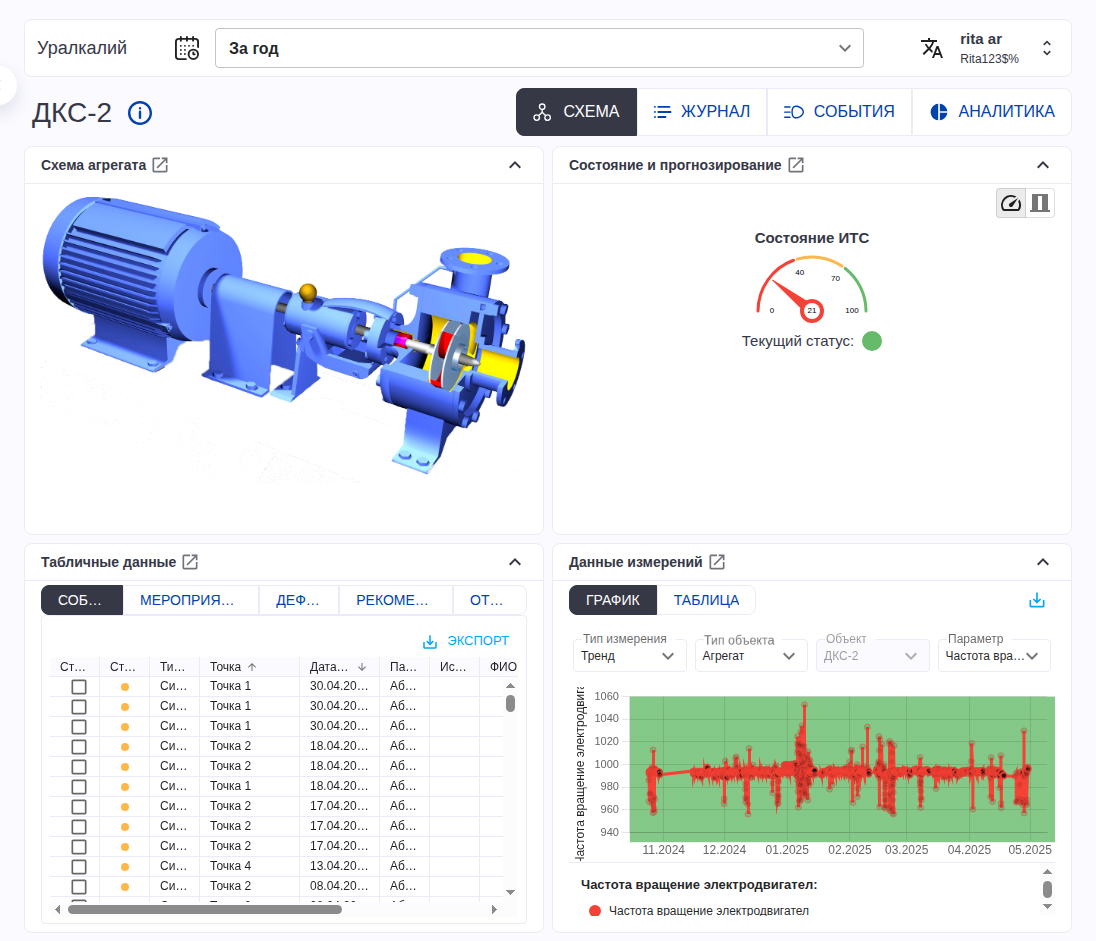 Уралкалий
За год
rita ar
Rita123$%
ДКС-2
СХЕМА
ЖУРНАЛ
СОБЫТИЯ
АНАЛИТИКА
Схема агрегата
Состояние и прогнозирование
Состояние ИТС
40
70
0
21
100
Текущий статус:
Табличные данные
СОБ...
МЕРОПРИЯ...
ДЕФ...
РЕКОМЕ...
ОТ...
ЭКСПОРТ
Ст... Ст... Ти... Точка Дата... Па... Ис... ФИО
Си... Точка 1 30.04.20... Аб...
Си... Точка 1 30.04.20... Аб...
Си... Точка 1 30.04.20... Аб...
Си... Точка 2 18.04.20... Аб...
Си... Точка 2 18.04.20... Аб...
Си... Точка 1 18.04.20... Аб...
Си... Точка 2 17.04.20... Аб...
Си... Точка 2 17.04.20... Аб...
Си... Точка 2 17.04.20... Аб...
Си... Точка 4 13.04.20... Аб...
Си... Точка 2 08.04.20... Аб...
Данные измерений
ГРАФИК
ТАБЛИЦА
Тип измерения
Тренд
Тип объекта
Агрегат
Объект
ДКС-2
Параметр
Частота вра...
Частота вращение электродвига
1060
1040
1020
1000
980
960
940
11.2024 12.2024 01.2025 02.2025 03.2025 04.2025 05.2025
Частота вращение электродвигател:
Частота вращение электродвигател